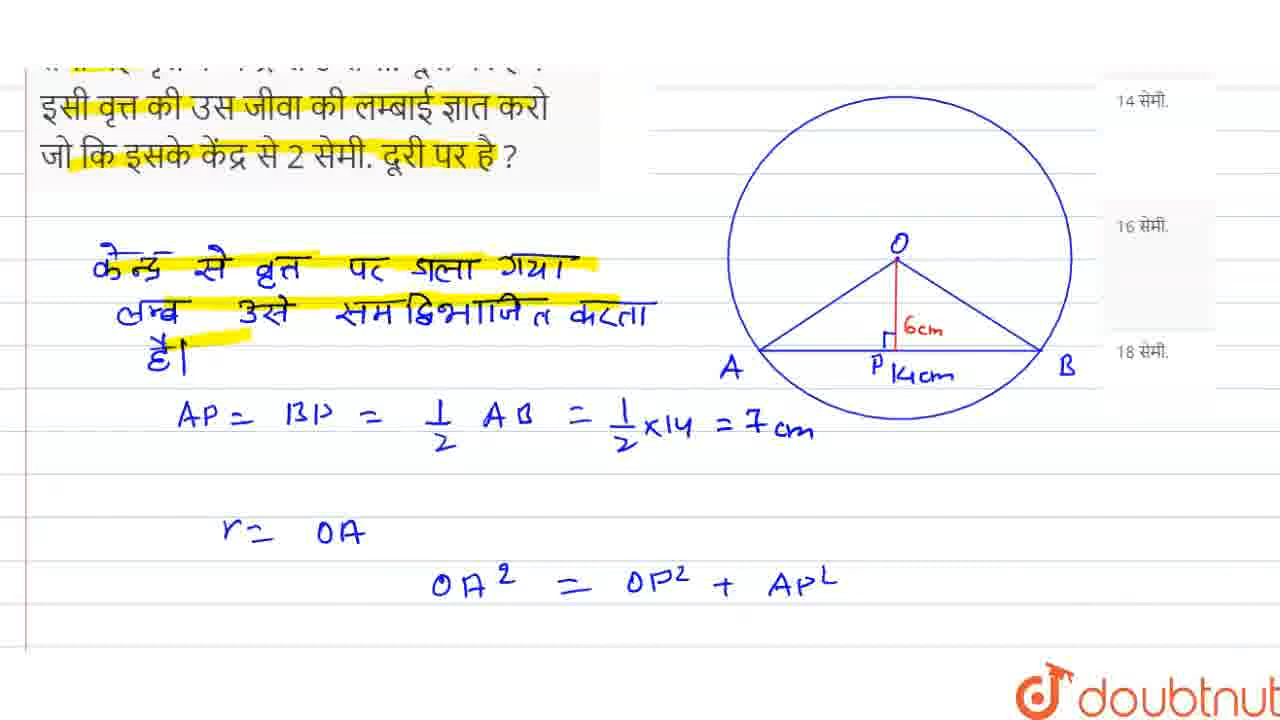 इसी वृत्त की उस जीवा की लम्बाई ज्ञात करो
जो कि इसके केंद्र से 2 सेमी. दूरी पर है ?
14 सेमी.
16 सेमी.
18 सेमी.
केन्द्र से वृत्त पर डाला गया
लम्ब उसे समद्विभाजित करता
है।
O
6cm
A
P
14cm
B
AP = BP = 1/2 AB = 1/2 × 14 = 7 cm
r = OA
OA² = OP² + AP²
doubtnut